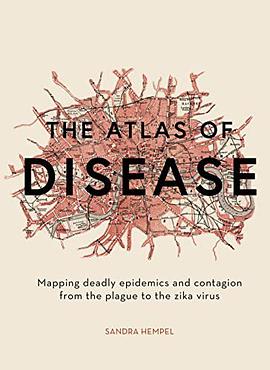 THE ATLAS OF
DISEASE
Mapping deadly epidemics and contagion
from the plague to the zika virus
SANDRA HEMPEL